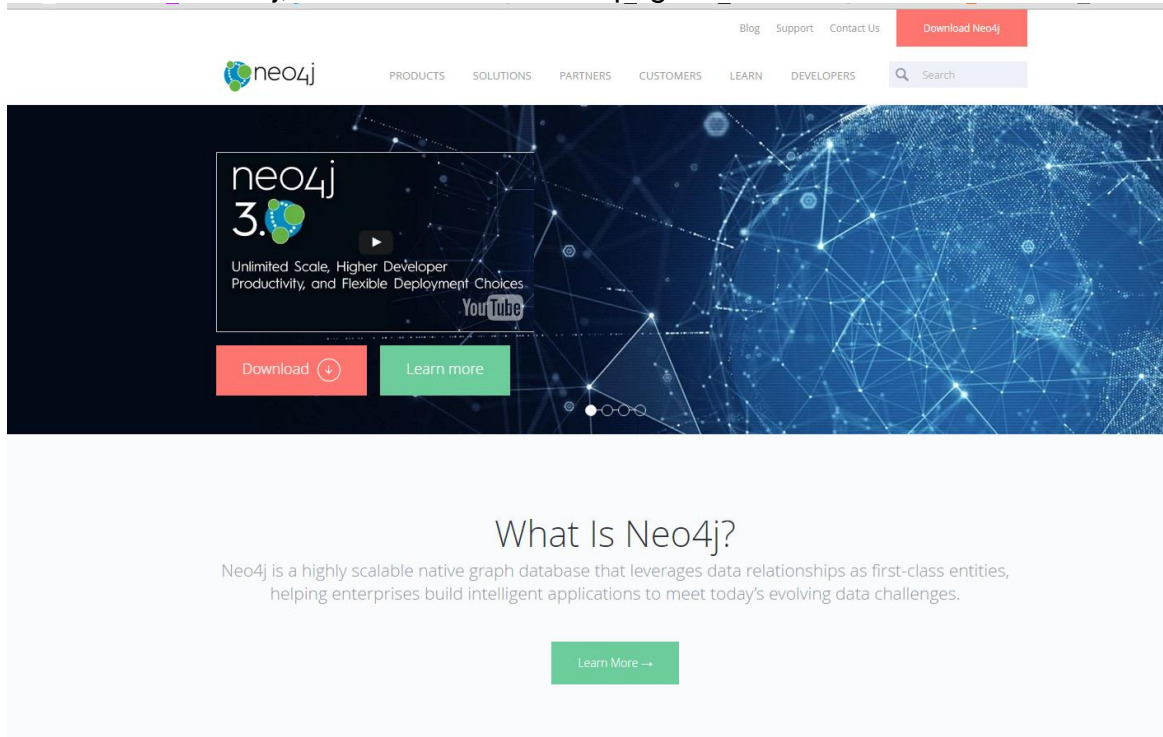 Blog Support Contact Us Download Neo4j
neo4j PRODUCTS SOLUTIONS PARTNERS CUSTOMERS LEARN DEVELOPERS Search
neo4j
3.0
Unlimited Scale, Higher Developer
Productivity, and Flexible Deployment Choices
YouTube
Download Learn more
What Is Neo4j?
Neo4j is a highly scalable native graph database that leverages data relationships as first-class entities,
helping enterprises build intelligent applications to meet today's evolving data challenges.
Learn More →